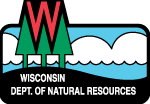 W
WISCONSIN
DEPT. OF NATURAL RESOURCES